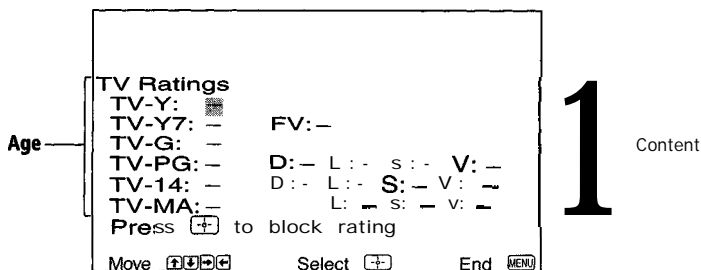 TV Ratings
TV-Y: –
TV-Y7: – FV: –
TV-G: –
TV-PG: – D: – L : - s : - V: –
TV-14: – D : - L : - S: – V : –
TV-MA: – L: – s: – v: –
Press to block rating
Move Select End MENU
Age
Content